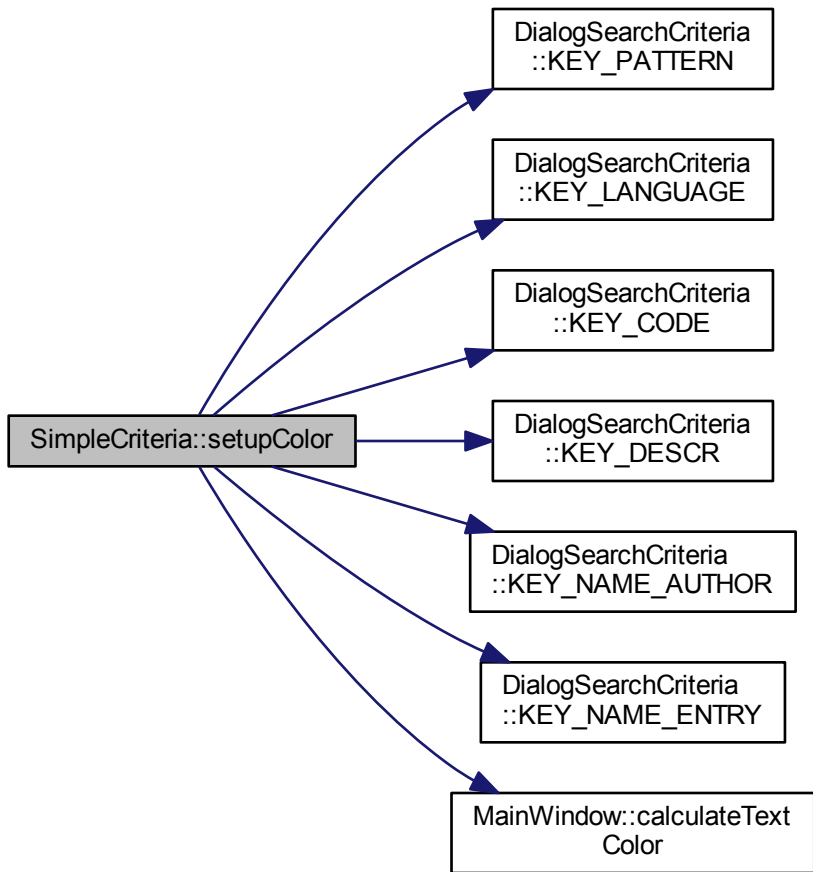 DialogSearchCriteria
::KEY_PATTERN
DialogSearchCriteria
::KEY_LANGUAGE
DialogSearchCriteria
::KEY_CODE
SimpleCriteria::setupColor
DialogSearchCriteria
::KEY_DESCR
DialogSearchCriteria
::KEY_NAME_AUTHOR
DialogSearchCriteria
::KEY_NAME_ENTRY
MainWindow::calculateText
Color